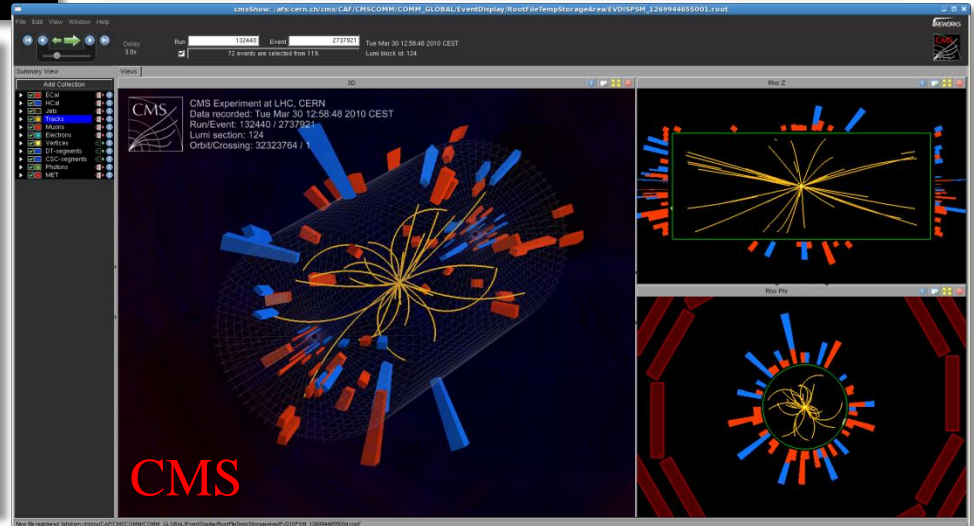 cmsShow: /afs/cern.ch/cms/CAF/CMSCOMM/COMM_GLOBAL/EventDisplay/RootFileTempStorageArea/EVDISPSM_1269944655001.root
File Edit View Window Help
FIREWORKS
Delay
3.0s
Run 132440 Event 2737921 Tue Mar 30 12:58:48 2010 CEST
72 events are selected from 119. Lumi block id: 124
CMS
Summary View
Views
Add Collection
ECal
HCal
Jets
Tracks
Muons
Electrons
Vertices
DT-segments
CSC-segments
Photons
MET
3D
CMS
CMS Experiment at LHC, CERN
Data recorded: Tue Mar 30 12:58:48 2010 CEST
Run/Event: 132440 / 2737921
Lumi section: 124
Orbit/Crossing: 32323764 / 1
CMS
Rho Z
Rho Phi